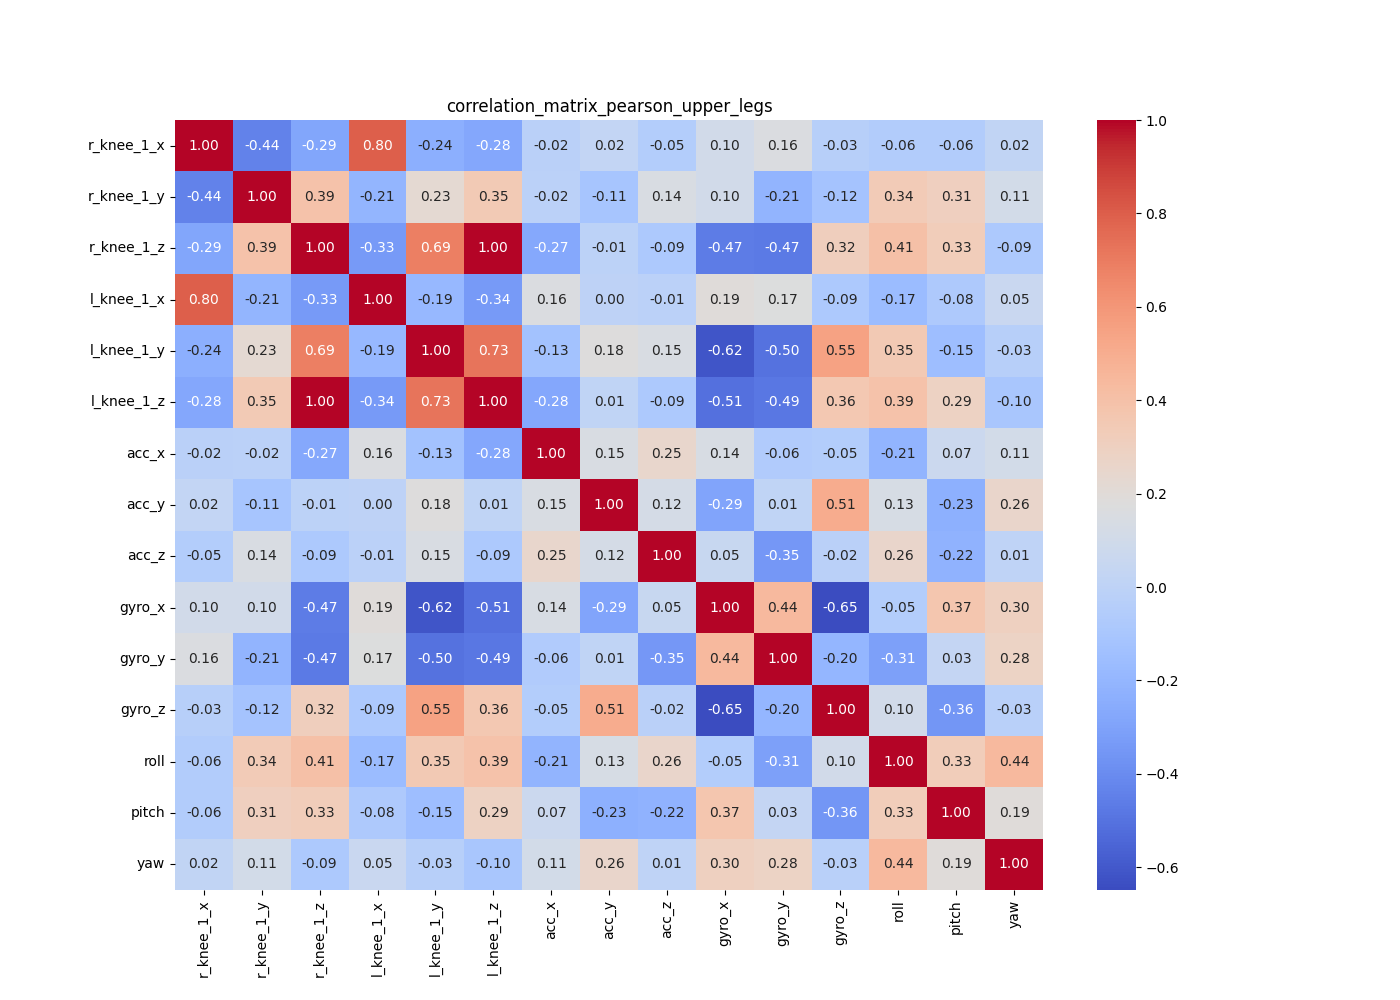 correlation_matrix_pearson_upper_legs
r_knee_1_x 1.00 -0.44 -0.29 0.80 -0.24 -0.28 -0.02 0.02 -0.05 0.10 0.16 -0.03 -0.06 -0.06 0.02
r_knee_1_y -0.44 1.00 0.39 -0.21 0.23 0.35 -0.02 -0.11 0.14 0.10 -0.21 -0.12 0.34 0.31 0.11
r_knee_1_z -0.29 0.39 1.00 -0.33 0.69 1.00 -0.27 -0.01 -0.09 -0.47 -0.47 0.32 0.41 0.33 -0.09
l_knee_1_x 0.80 -0.21 -0.33 1.00 -0.19 -0.34 0.16 0.00 -0.01 0.19 0.17 -0.09 -0.17 -0.08 0.05
l_knee_1_y -0.24 0.23 0.69 -0.19 1.00 0.73 -0.13 0.18 0.15 -0.62 -0.50 0.55 0.35 -0.15 -0.03
l_knee_1_z -0.28 0.35 1.00 -0.34 0.73 1.00 -0.28 0.01 -0.09 -0.51 -0.49 0.36 0.39 0.29 -0.10
acc_x -0.02 -0.02 -0.27 0.16 -0.13 -0.28 1.00 0.15 0.25 0.14 -0.06 -0.05 -0.21 0.07 0.11
acc_y 0.02 -0.11 -0.01 0.00 0.18 0.01 0.15 1.00 0.12 -0.29 0.01 0.51 0.13 -0.23 0.26
acc_z -0.05 0.14 -0.09 -0.01 0.15 -0.09 0.25 0.12 1.00 0.05 -0.35 -0.02 0.26 -0.22 0.01
gyro_x 0.10 0.10 -0.47 0.19 -0.62 -0.51 0.14 -0.29 0.05 1.00 0.44 -0.65 -0.05 0.37 0.30
gyro_y 0.16 -0.21 -0.47 0.17 -0.50 -0.49 -0.06 0.01 -0.35 0.44 1.00 -0.20 -0.31 0.03 0.28
gyro_z -0.03 -0.12 0.32 -0.09 0.55 0.36 -0.05 0.51 -0.02 -0.65 -0.20 1.00 0.10 -0.36 -0.03
roll -0.06 0.34 0.41 -0.17 0.35 0.39 -0.21 0.13 0.26 -0.05 -0.31 0.10 1.00 0.33 0.44
pitch -0.06 0.31 0.33 -0.08 -0.15 0.29 0.07 -0.23 -0.22 0.37 0.03 -0.36 0.33 1.00 0.19
yaw 0.02 0.11 -0.09 0.05 -0.03 -0.10 0.11 0.26 0.01 0.30 0.28 -0.03 0.44 0.19 1.00
r_knee_1_x r_knee_1_y r_knee_1_z l_knee_1_x l_knee_1_y l_knee_1_z acc_x acc_y acc_z gyro_x gyro_y gyro_z roll pitch yaw
1.0
0.8
0.6
0.4
0.2
0.0
−0.2
−0.4
−0.6